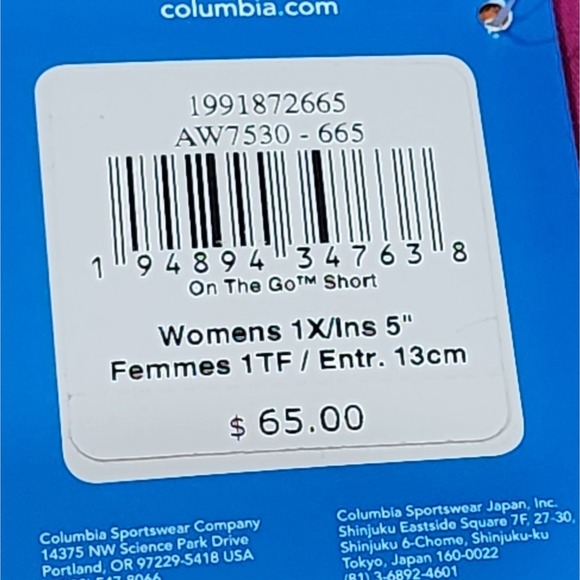 columbia.com
1991872665
AW7530 - 665
1 94894 34763 8
On The Go™ Short
Womens 1X/Ins 5"
Femmes 1TF / Entr. 13cm
$ 65.00
Columbia Sportswear Company
14375 NW Science Park Drive
Portland, OR 97229-5418 USA
Columbia Sportswear Japan, Inc.
Shinjuku Eastside Square 7F, 27-30,
Shinjuku 6-Chome, Shinjuku-ku
Tokyo, Japan 160-0022
(81) 3-6892-4601